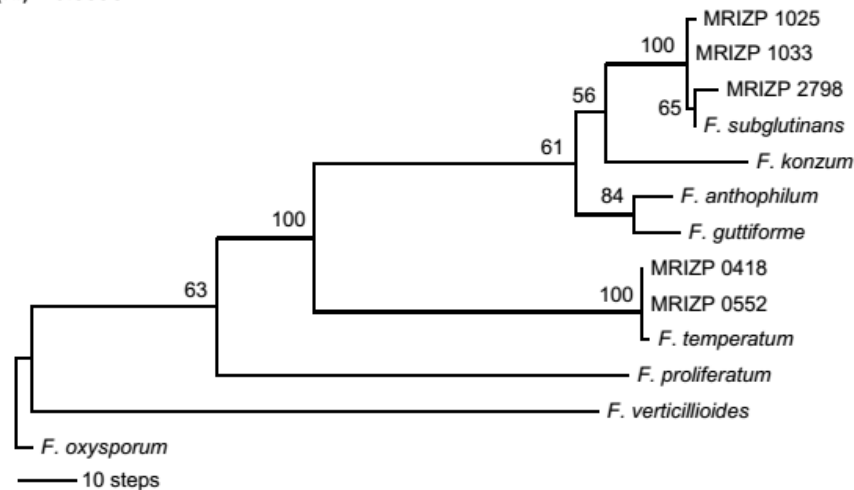 MRIZP 1025
100
MRIZP 1033
56
MRIZP 2798
65
F. subglutinans
61
F. konzum
84
F. anthophilum
100
F. guttiforme
MRIZP 0418
63
100
MRIZP 0552
F. temperatum
F. proliferatum
F. verticillioides
F. oxysporum
10 steps